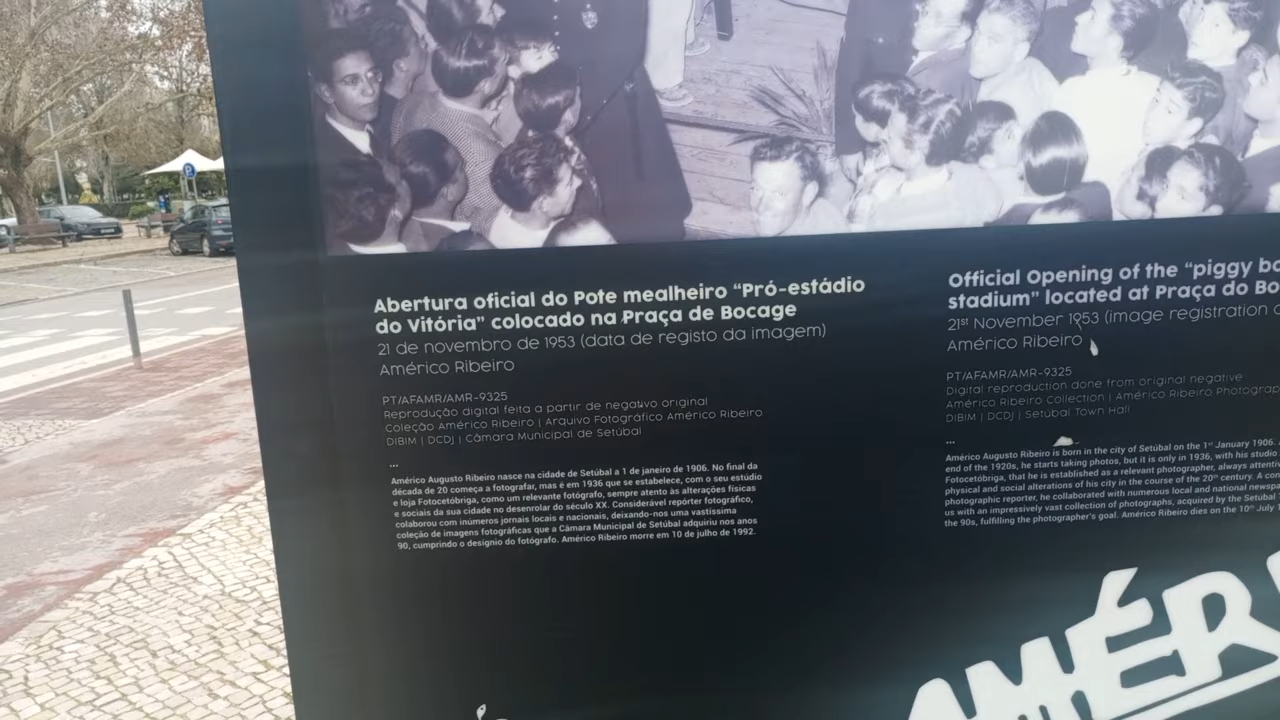 P
Abertura oficial do Pote mealheiro “Pró-estádio
do Vitória” colocado na Praça de Bocage
21 de novembro de 1953 (data de registo da imagem)
Américo Ribeiro
PT/AFAMR/AMR-9325
Reprodução digital feita a partir de negativo original
Coleção Américo Ribeiro | Arquivo Fotográfico Américo Ribeiro
DIBIM | DCDJ | Câmara Municipal de Setúbal
...
Américo Augusto Ribeiro nasce na cidade de Setúbal a 1 de janeiro de 1906. No final da
década de 20 começa a fotografar, mas é em 1936 que se estabelece, com o seu estúdio
e loja Fotocetóbriga, como um relevante fotógrafo, sempre atento às alterações físicas
e sociais da sua cidade no desenrolar do século XX. Considerável repórter fotográfico,
colaborou com inúmeros jornais locais e nacionais, deixando-nos uma vastíssima
coleção de imagens fotográficas que a Câmara Municipal de Setúbal adquiriu nos anos
90, cumprindo o desígnio do fotógrafo. Américo Ribeiro morre em 10 de julho de 1992.
Official Opening of the “piggy
stadium” located at Praça do
21st November 1953 (image registration
Américo Ribeiro
PT/AFAMR/AMR-9325
Digital reproduction done from original negative
Américo Ribeiro Collection | Américo Ribeiro
DIBIM | DCDJ | Setúbal Town Hall
...
Américo Augusto Ribeiro is born in the city of Setúbal on the 1st January 1906.
end of the 1920s, he starts taking photos, but it is only in 1936, with his studio
Fotocetóbriga, that he is established as a relevant photographer, always
physical and social alterations of his city in the course of the 20th century. A
photographic reporter, he collaborated with numerous local and national
us with an impressively vast collection of photographs, acquired by the Setúbal
the 90s, fulfilling the photographer's goal. Américo Ribeiro dies on the 10th July
AMÉR